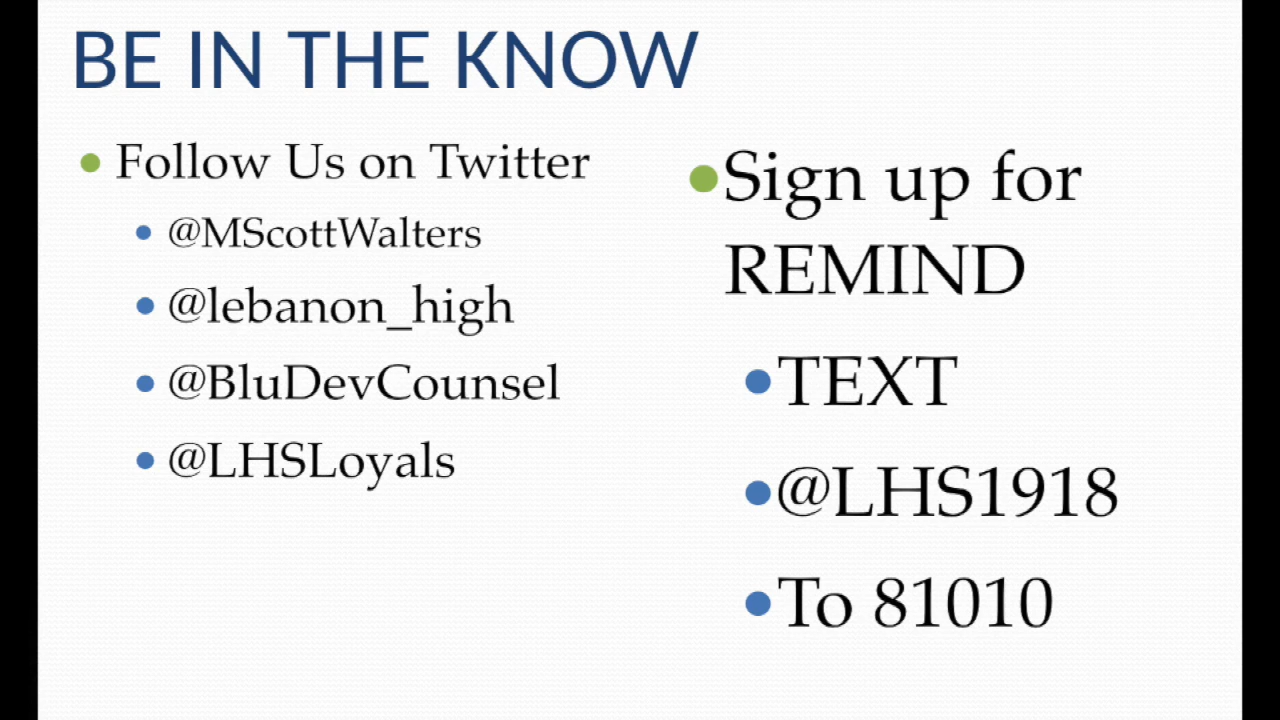 BE IN THE KNOW
Follow Us on Twitter
@MScottWalters
@lebanon_high
@BluDevCounsel
@LHSLoyals
Sign up for
REMIND
TEXT
@LHS1918
To 81010